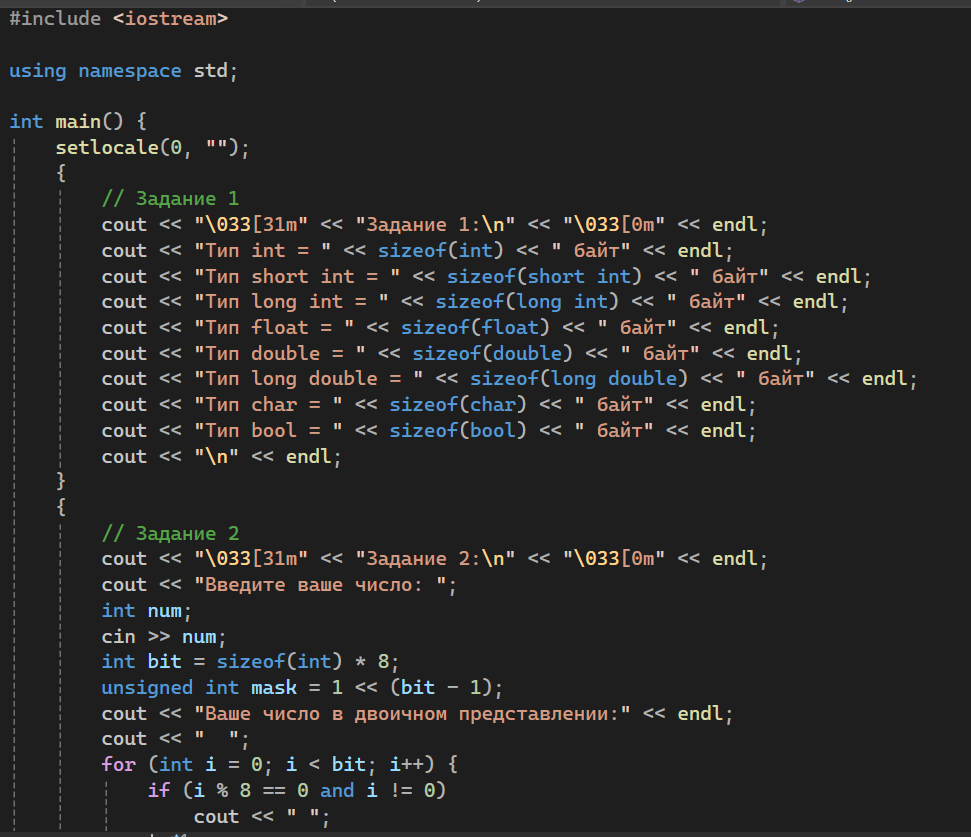 #include <iostream>
using namespace std;
int main() {
    setlocale(0, "");
    {
        // Задание 1
        cout << "\033[31m" << "Задание 1:\n" << "\033[0m" << endl;
        cout << "Тип int = " << sizeof(int) << " байт" << endl;
        cout << "Тип short int = " << sizeof(short int) << " байт" << endl;
        cout << "Тип long int = " << sizeof(long int) << " байт" << endl;
        cout << "Тип float = " << sizeof(float) << " байт" << endl;
        cout << "Тип double = " << sizeof(double) << " байт" << endl;
        cout << "Тип long double = " << sizeof(long double) << " байт" << endl;
        cout << "Тип char = " << sizeof(char) << " байт" << endl;
        cout << "Тип bool = " << sizeof(bool) << " байт" << endl;
        cout << "\n" << endl;
    }
    {
        // Задание 2
        cout << "\033[31m" << "Задание 2:\n" << "\033[0m" << endl;
        cout << "Введите ваше число: ";
        int num;
        cin >> num;
        int bit = sizeof(int) * 8;
        unsigned int mask = 1 << (bit - 1);
        cout << "Ваше число в двоичном представлении:" << endl;
        cout << "  ";
        for (int i = 0; i < bit; i++) {
            if (i % 8 == 0 and i != 0)
                cout << " ";